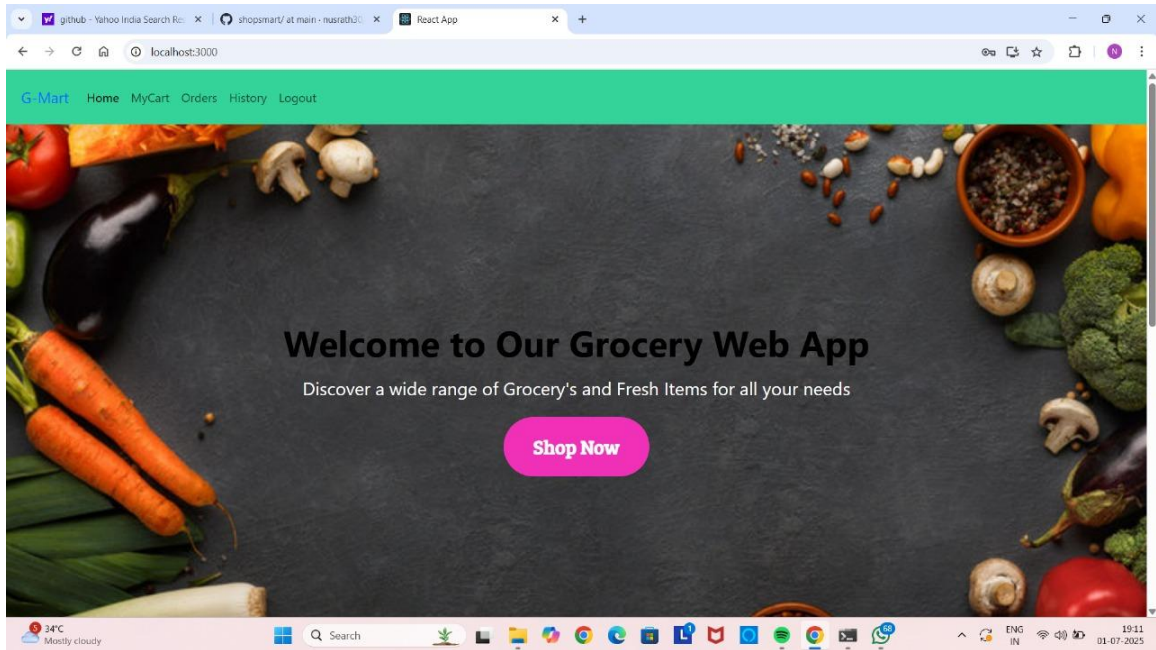 github - Yahoo India Search Re
shopsmart/ at main · nusrath30
React App
localhost:3000
N
G-Mart Home MyCart Orders History Logout
Welcome to Our Grocery Web App
Discover a wide range of Grocery's and Fresh Items for all your needs
Shop Now
34°C
Mostly cloudy
Search
68
ENG
IN
19:11
01-07-2025